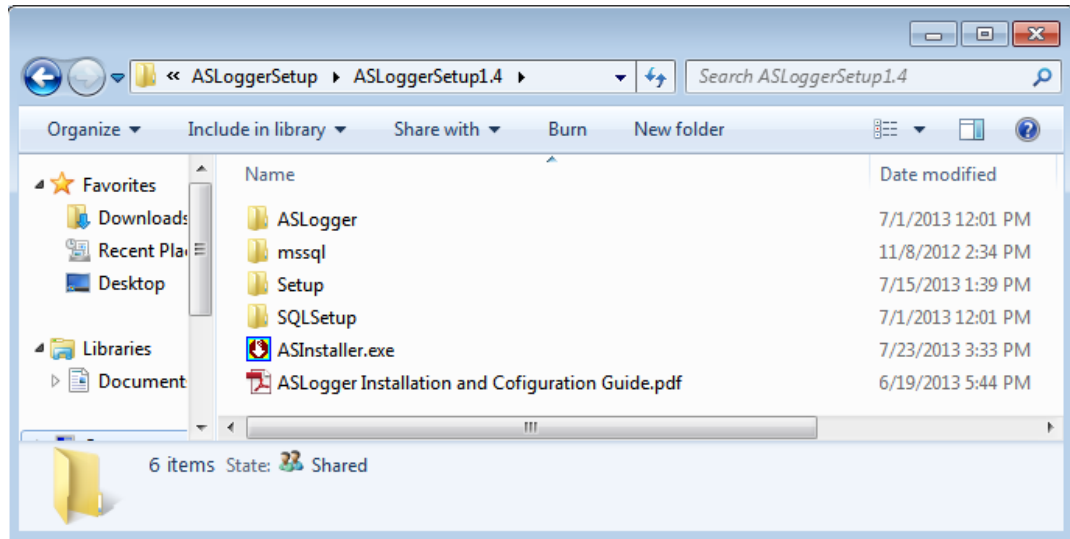 « ASLoggerSetup ▸ ASLoggerSetup1.4 ▸ Search ASLoggerSetup1.4
Organize Include in library Share with Burn New folder
Name Date modified
Favorites
Downloads
Recent Pla
Desktop
Libraries
Document
ASLogger 7/1/2013 12:01 PM
mssql 11/8/2012 2:34 PM
Setup 7/15/2013 1:39 PM
SQLSetup 7/1/2013 12:01 PM
ASInstaller.exe 7/23/2013 3:33 PM
ASLogger Installation and Cofiguration Guide.pdf 6/19/2013 5:44 PM
6 items State: Shared